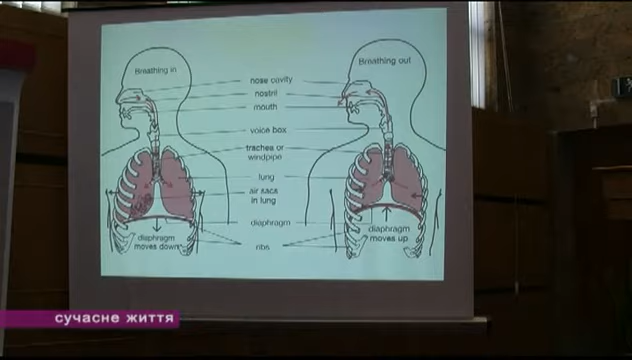 Breathing in
Breathing out
nose cavity
nostril
mouth
voice box
trachea or
windpipe
lung
air sacs
in lung
diaphragm
ribs
diaphragm
moves down
diaphragm
moves up
сучасне життя